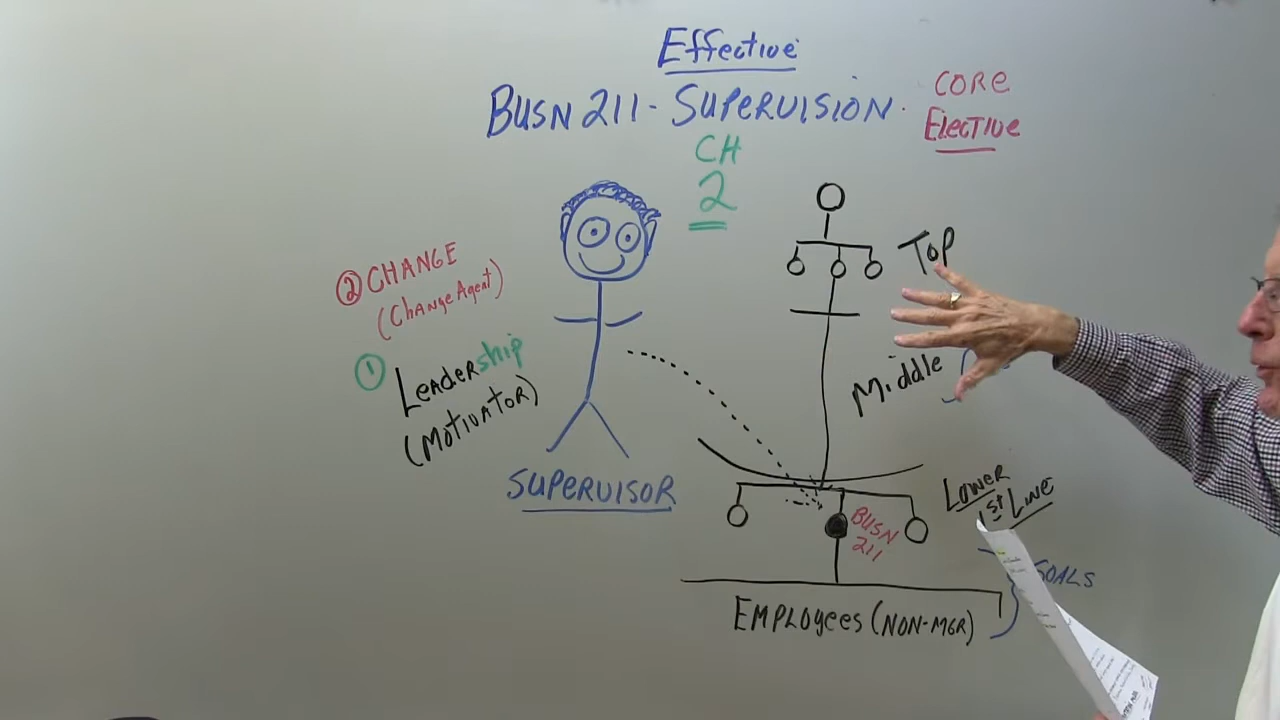 Effective
BUSN 211 - SUPERVISION.
CORE
Elective
CH
2
② CHANGE
(Change Agent)
① Leadership
(MOTIVATOR)
SUPERVISOR
TOP
Middle
LOWER
1st LINE
BUSN
211
GOALS
EMPLOYEES (NON-MGR)